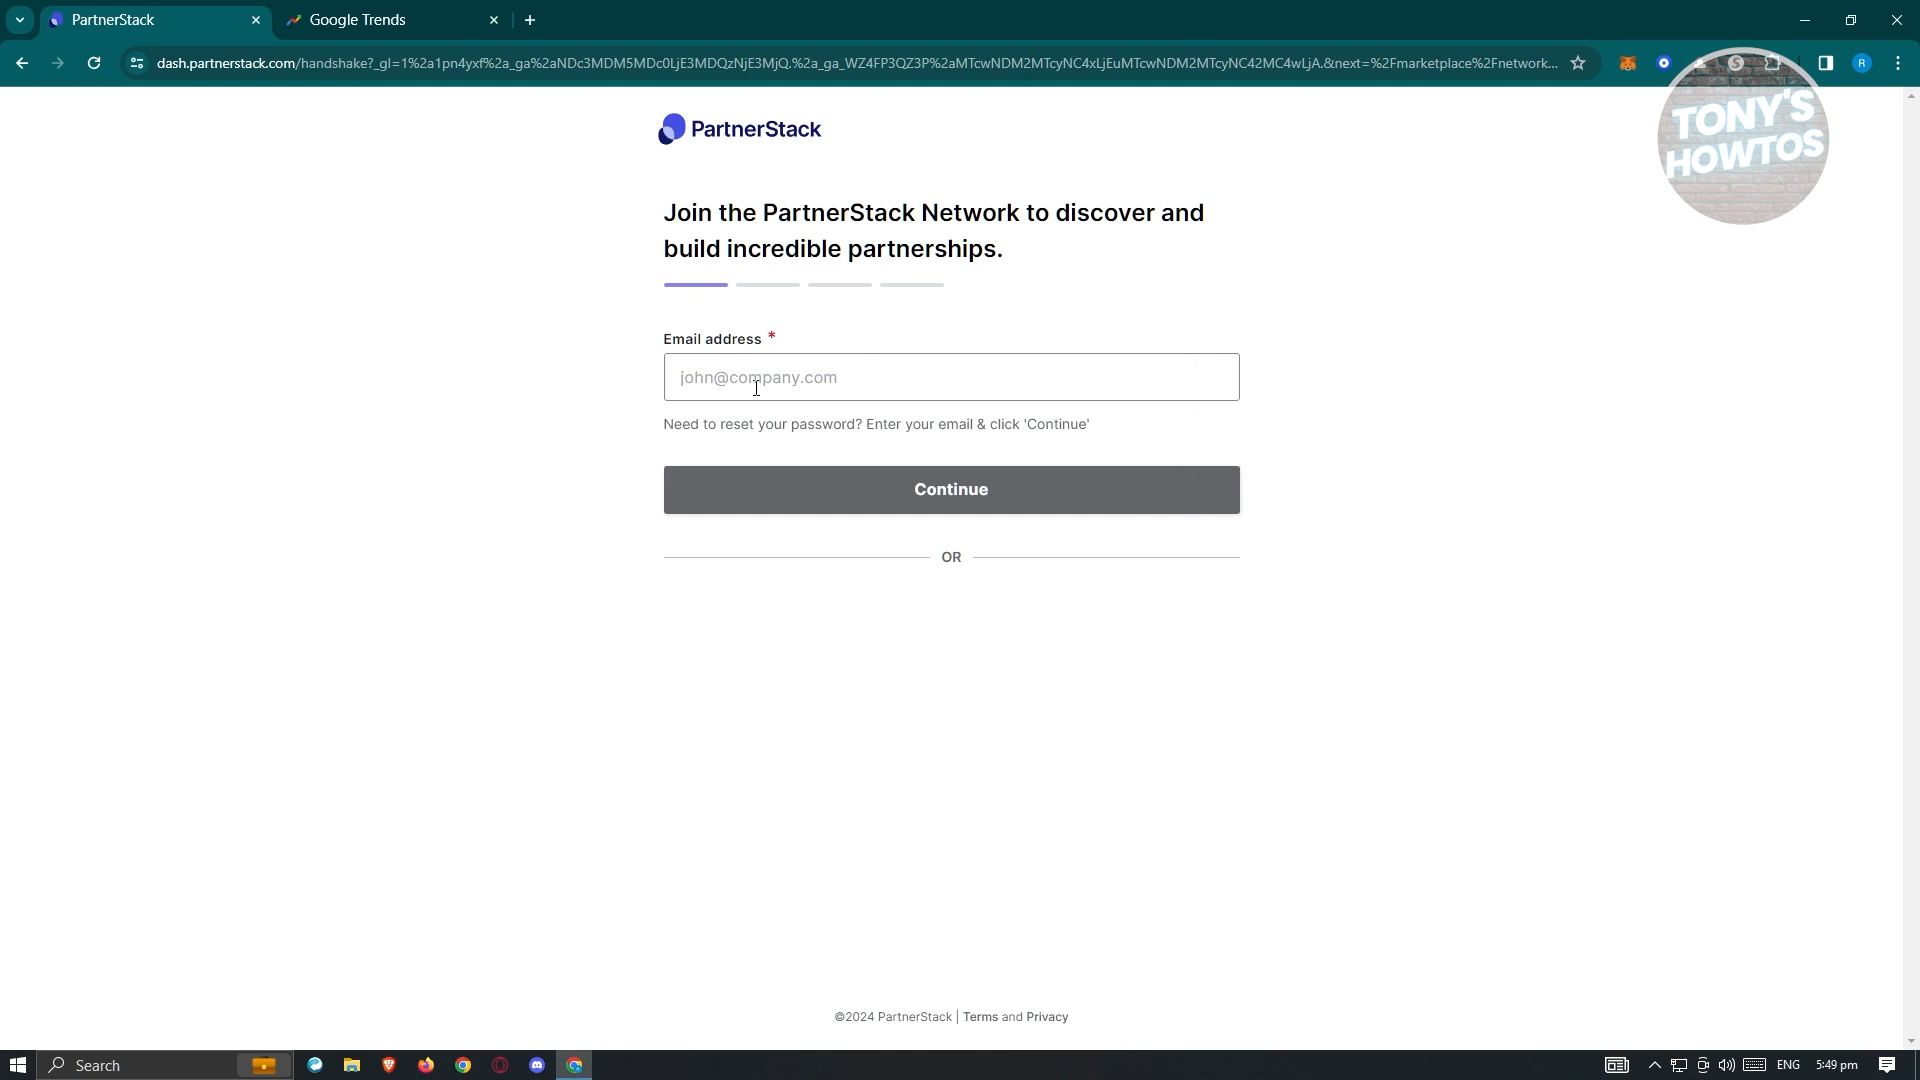 PartnerStack
Google Trends
dash.partnerstack.com/handshake?_gl=1%2a1pn4yxf%2a_ga%2aNDc3MDM5MDc0LjE3MDQzNjE3MjQ.%2a_ga_WZ4FP3QZ3P%2aMTcwNDM2MTcyNC4xLjEuMTcwNDM2MTcyNC42MC4wLjA.&next=%2Fmarketplace%2Fnetwork...
R
TONY'S
HOWTOS
PartnerStack
Join the PartnerStack Network to discover and
build incredible partnerships.
Email address *
john@company.com
Need to reset your password? Enter your email & click 'Continue'
Continue
OR
©2024 PartnerStack | Terms and Privacy
Search
ENG
5:49 pm